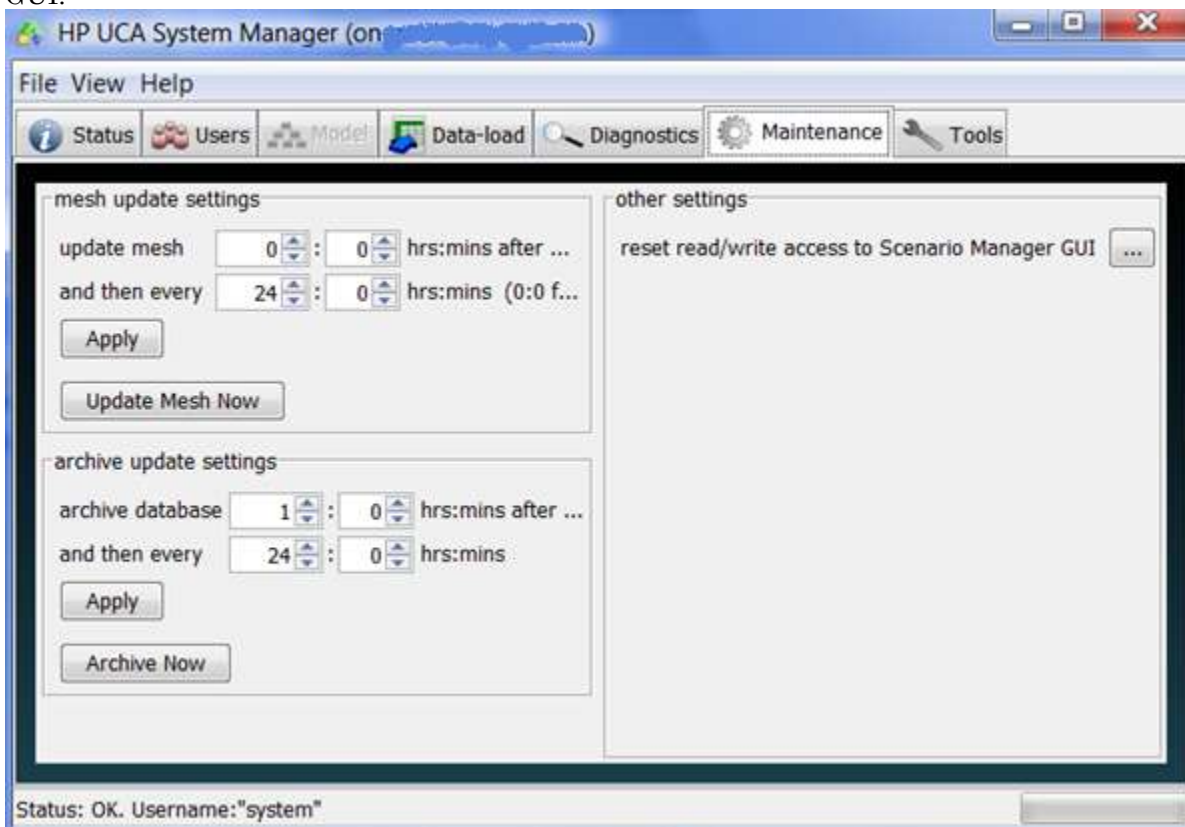 GUI.
HP UCA System Manager (on )
File View Help
Status Users Model Data-load Diagnostics Maintenance Tools
mesh update settings
update mesh 0 : 0 hrs:mins after ...
and then every 24 : 0 hrs:mins (0:0 f...
Apply
Update Mesh Now
archive update settings
archive database 1 : 0 hrs:mins after ...
and then every 24 : 0 hrs:mins
Apply
Archive Now
other settings
reset read/write access to Scenario Manager GUI ...
Status: OK. Username:"system"